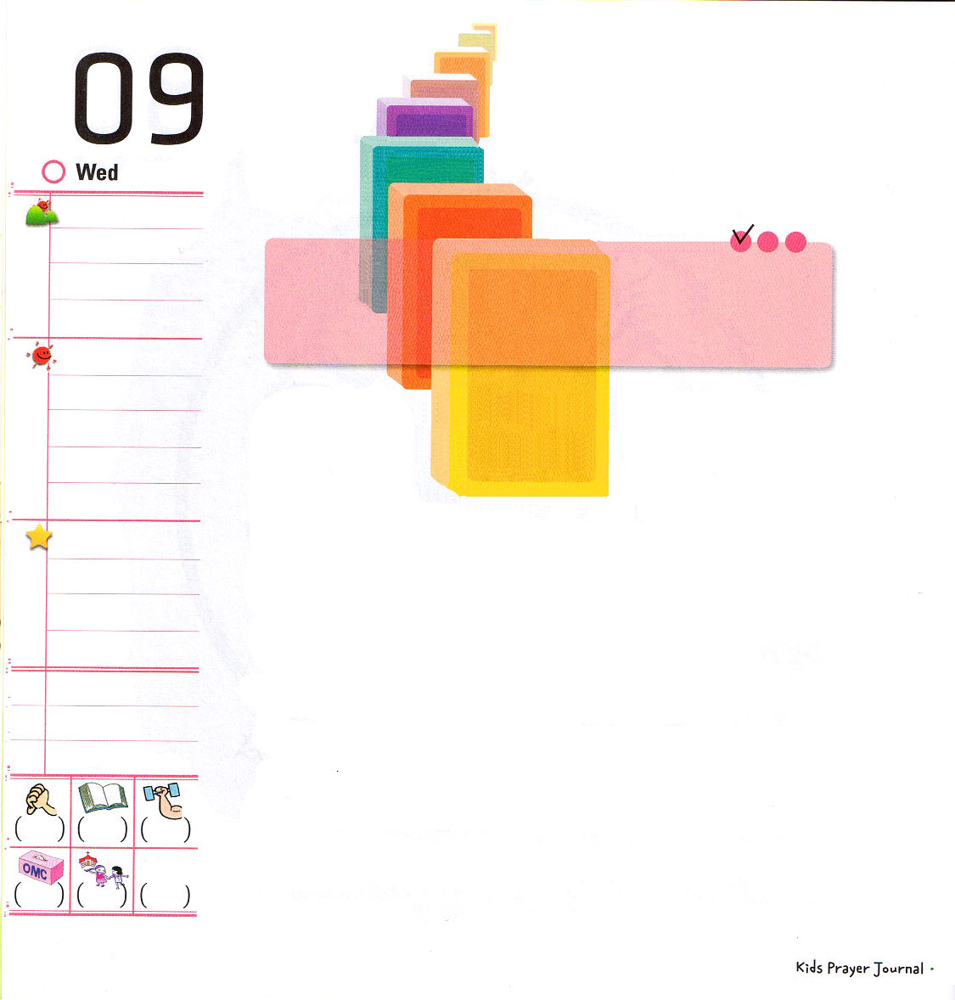 09
Wed
( ) ( ) ( )
OMC
( ) ( ) ( )
Kids Prayer Journal